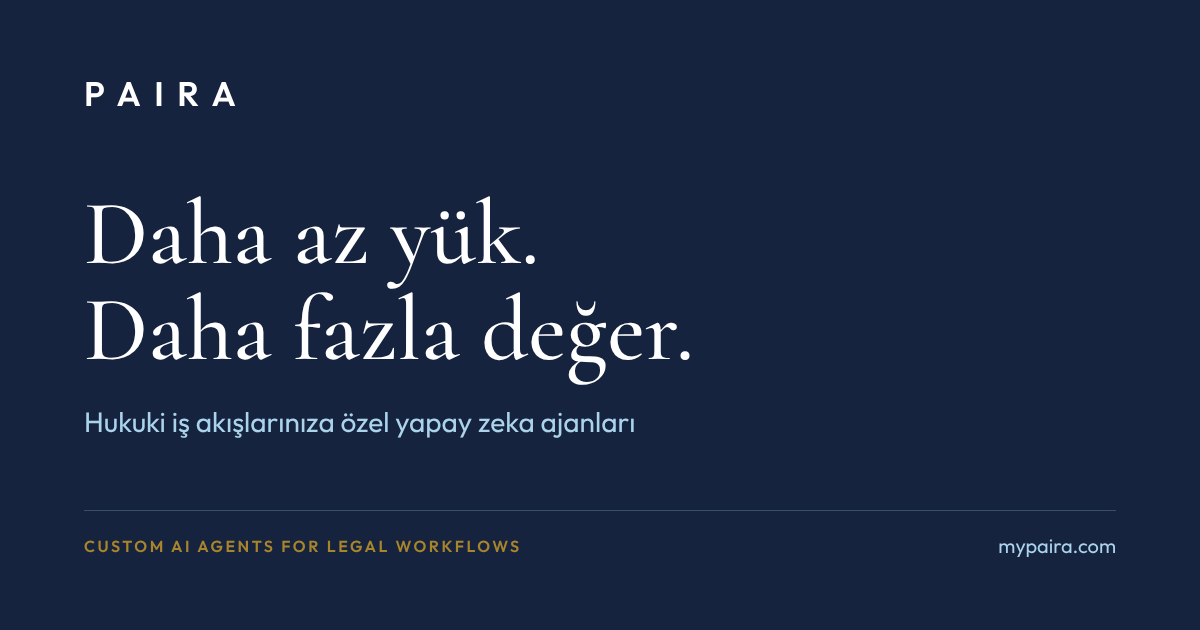 PAIRA
Daha az yük.
Daha fazla değer.
Hukuki iş akışlarınıza özel yapay zeka ajanları
CUSTOM AI AGENTS FOR LEGAL WORKFLOWS
mypaira.com